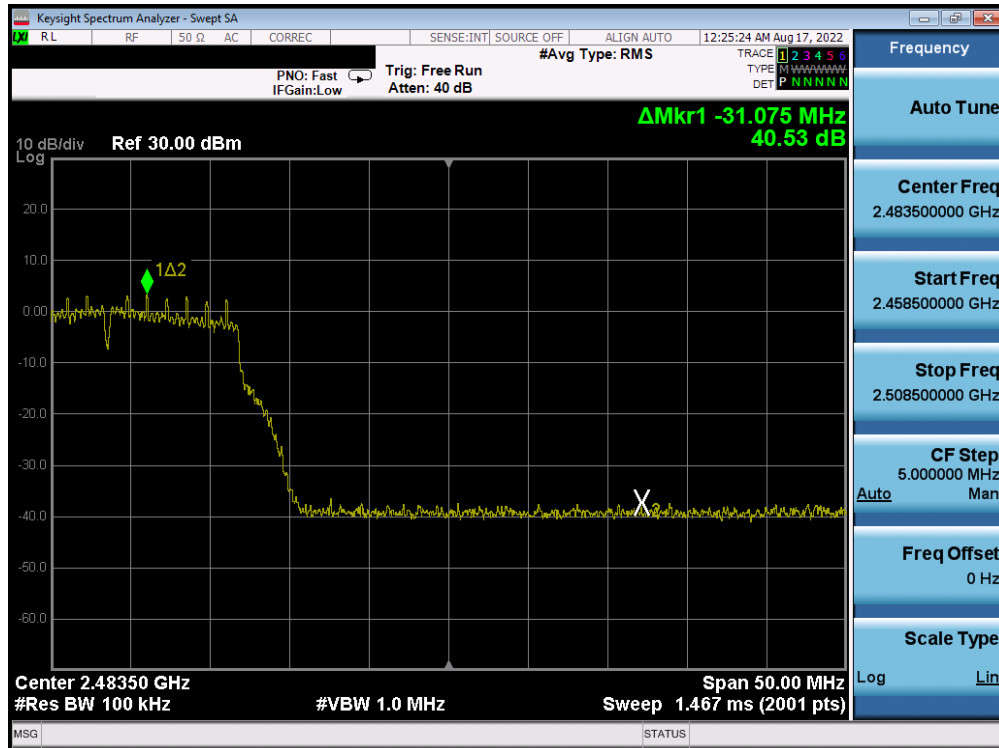 Keysight Spectrum Analyzer - Swept SA
LXI RL RF 50 Ω AC CORREC SENSE:INT SOURCE OFF ALIGN AUTO 12:25:24 AM Aug 17, 2022
#Avg Type: RMS
TRACE 1 2 3 4 5 6
TYPE M W W W W W
DET P N N N N N
PNO: Fast
IFGain:Low
Trig: Free Run
Atten: 40 dB
ΔMkr1 -31.075 MHz
40.53 dB
10 dB/div Ref 30.00 dBm
Log
20.0
10.0
0.00
-10.0
-20.0
-30.0
-40.0
-50.0
-60.0
1Δ2
X2
Center 2.48350 GHz
Span 50.00 MHz
#Res BW 100 kHz
#VBW 1.0 MHz
Sweep 1.467 ms (2001 pts)
MSG
STATUS
Frequency
Auto Tune
Center Freq
2.483500000 GHz
Start Freq
2.458500000 GHz
Stop Freq
2.508500000 GHz
CF Step
5.000000 MHz
Auto Man
Freq Offset
0 Hz
Scale Type
Log Lin